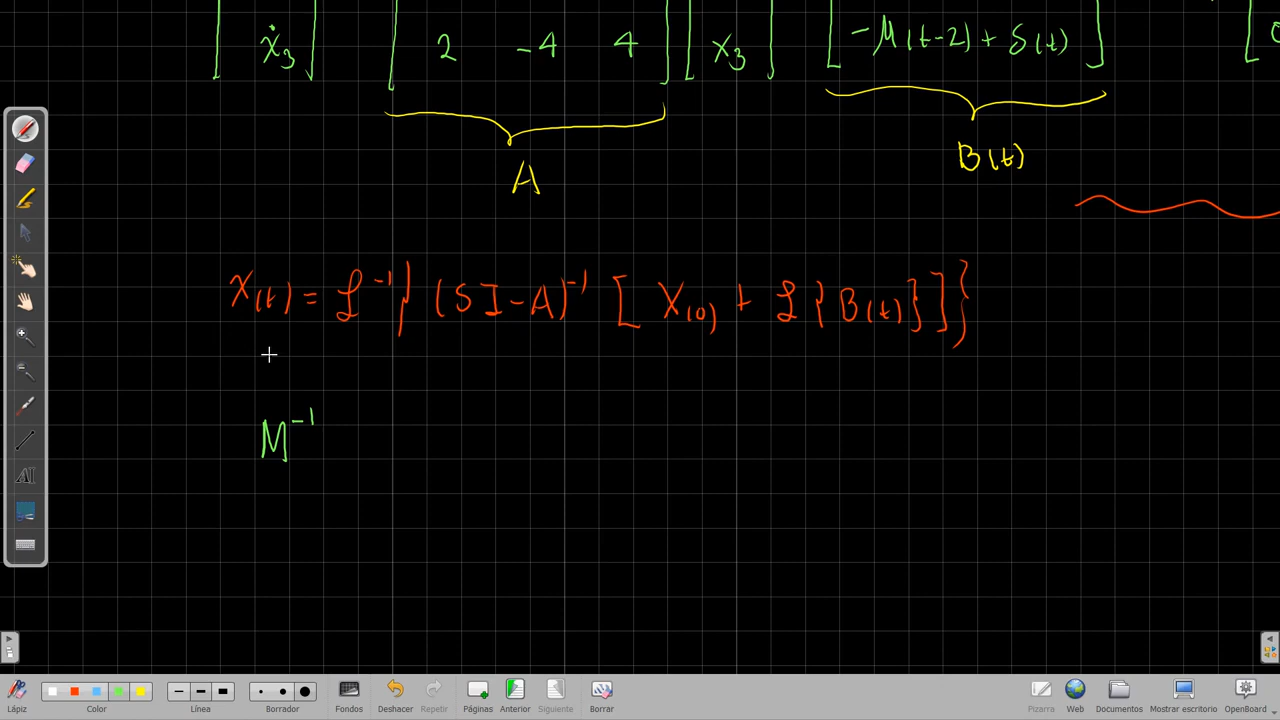 ẋ₃ 2 -4 4 x₃ -μ(t-2) + δ(t)
A
B(t)
X(t) = ℒ⁻¹{ (SI-A)⁻¹ [ X(0) + ℒ{B(t)}]}
M⁻¹
Lápiz Color Línea Borrador Fondos Deshacer Repetir Páginas Anterior Siguiente Borrar Pizarra Web Documentos Mostrar escritorio OpenBoard